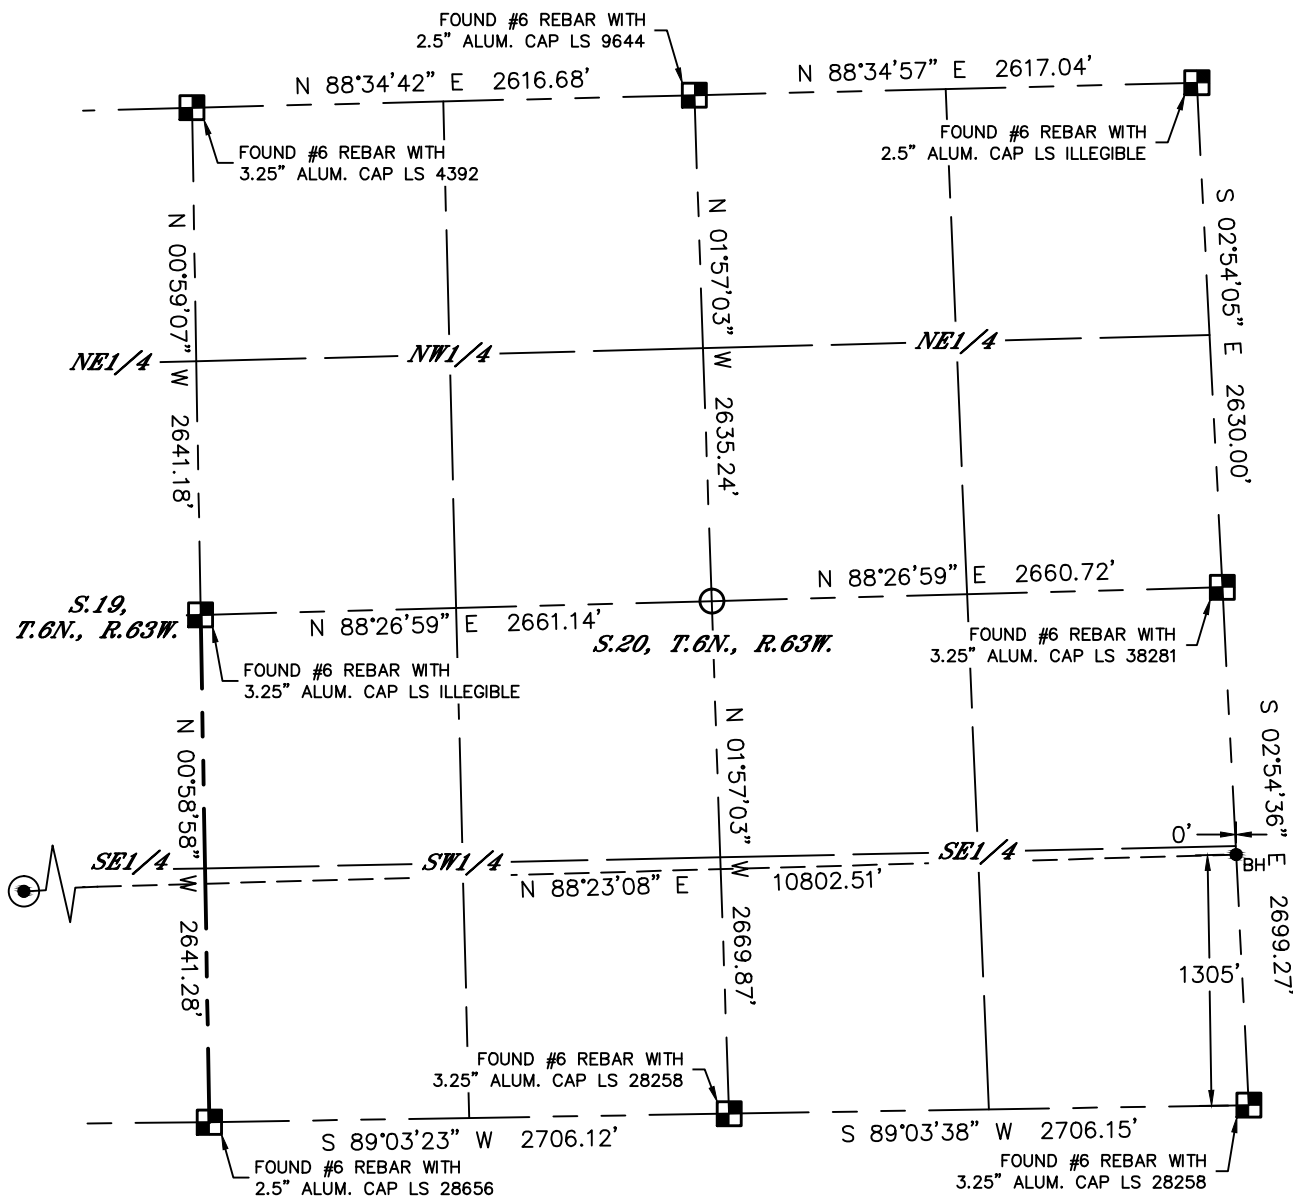 FOUND #6 REBAR WITH
2.5" ALUM. CAP LS 9644
N 88°34'42" E 2616.68'
N 88°34'57" E 2617.04'
FOUND #6 REBAR WITH
3.25" ALUM. CAP LS 4392
FOUND #6 REBAR WITH
2.5" ALUM. CAP LS ILLEGIBLE
N 00°59'07" W 2641.18'
N 01°57'03" W 2635.24'
S 02°54'05" E 2630.00'
NE1/4
NW1/4
NE1/4
S.19,
T.6N., R.63W.
N 88°26'59" E 2661.14'
N 88°26'59" E 2660.72'
S.20, T.6N., R.63W.
FOUND #6 REBAR WITH
3.25" ALUM. CAP LS 38281
FOUND #6 REBAR WITH
3.25" ALUM. CAP LS ILLEGIBLE
N 00°58'58" W 2641.28'
N 01°57'03" W 2669.87'
S 02°54'36" E 2699.27'
0'
SE1/4
SW1/4
SE1/4
BH
N 88°23'08" E 10802.51'
1305'
FOUND #6 REBAR WITH
3.25" ALUM. CAP LS 28258
S 89°03'23" W 2706.12'
S 89°03'38" W 2706.15'
FOUND #6 REBAR WITH
2.5" ALUM. CAP LS 28656
FOUND #6 REBAR WITH
3.25" ALUM. CAP LS 28258